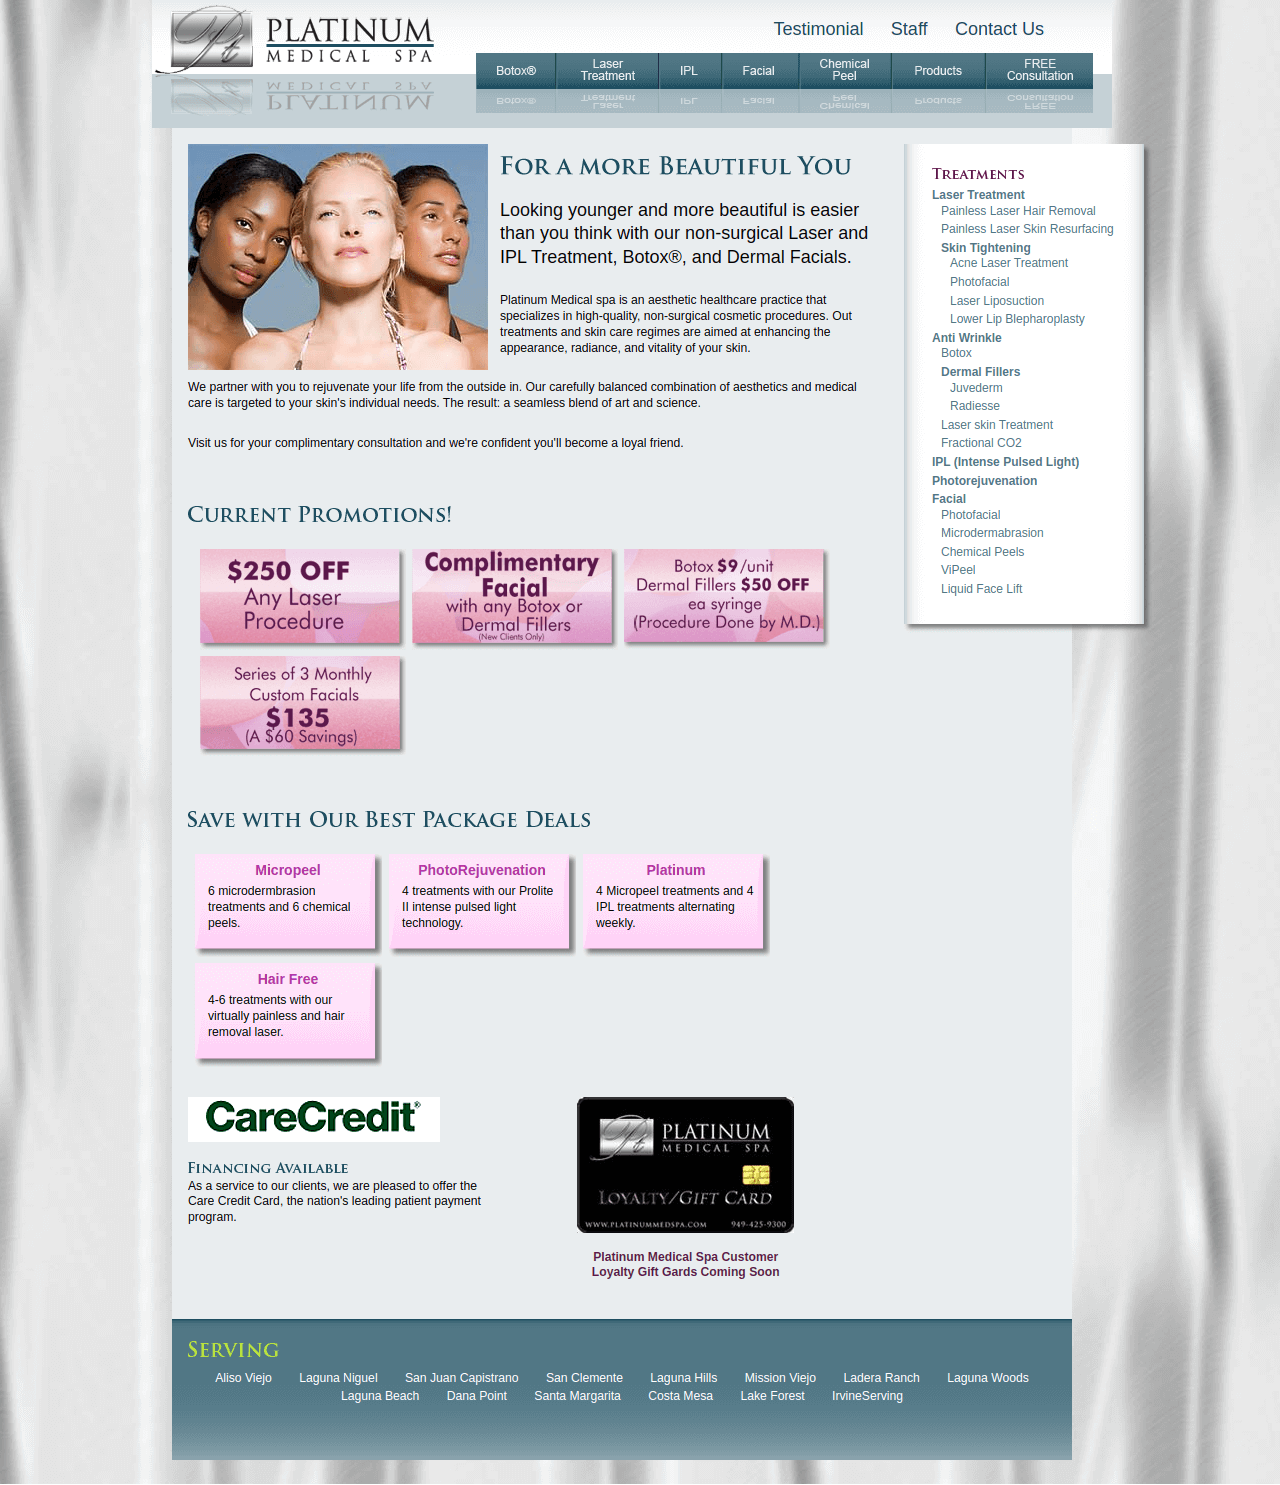 Pt PLATINUM
MEDICAL SPA
Testimonial Staff Contact Us
Botox® Laser Treatment IPL Facial Chemical Peel Products FREE Consultation
For a more Beautiful You
Looking younger and more beautiful is easier
than you think with our non-surgical Laser and
IPL Treatment, Botox®, and Dermal Facials.
Platinum Medical spa is an aesthetic healthcare practice that
specializes in high-quality, non-surgical cosmetic procedures. Out
treatments and skin care regimes are aimed at enhancing the
appearance, radiance, and vitality of your skin.
We partner with you to rejuvenate your life from the outside in. Our carefully balanced combination of aesthetics and medical
care is targeted to your skin's individual needs. The result: a seamless blend of art and science.
Visit us for your complimentary consultation and we're confident you'll become a loyal friend.
Treatments
Laser Treatment
Painless Laser Hair Removal
Painless Laser Skin Resurfacing
Skin Tightening
Acne Laser Treatment
Photofacial
Laser Liposuction
Lower Lip Blepharoplasty
Anti Wrinkle
Botox
Dermal Fillers
Juvederm
Radiesse
Laser skin Treatment
Fractional CO2
IPL (Intense Pulsed Light)
Photorejuvenation
Facial
Photofacial
Microdermabrasion
Chemical Peels
ViPeel
Liquid Face Lift
Current Promotions!
$250 OFF
Any Laser
Procedure
Complimentary
Facial
with any Botox or
Dermal Fillers
(New Clients Only)
Botox $9/unit
Dermal Fillers $50 OFF
ea syringe
(Procedure Done by M.D.)
Series of 3 Monthly
Custom Facials
$135
(A $60 Savings)
Save with Our Best Package Deals
Micropeel
6 microdermbrasion
treatments and 6 chemical
peels.
PhotoRejuvenation
4 treatments with our Prolite
II intense pulsed light
technology.
Platinum
4 Micropeel treatments and 4
IPL treatments alternating
weekly.
Hair Free
4-6 treatments with our
virtually painless and hair
removal laser.
CareCredit®
Financing Available
As a service to our clients, we are pleased to offer the
Care Credit Card, the nation's leading patient payment
program.
Pt PLATINUM
MEDICAL SPA
Loyalty/Gift Card
www.platinummedspa.com 949-425-9300
Platinum Medical Spa Customer
Loyalty Gift Gards Coming Soon
Serving
Aliso Viejo Laguna Niguel San Juan Capistrano San Clemente Laguna Hills Mission Viejo Ladera Ranch Laguna Woods
Laguna Beach Dana Point Santa Margarita Costa Mesa Lake Forest IrvineServing